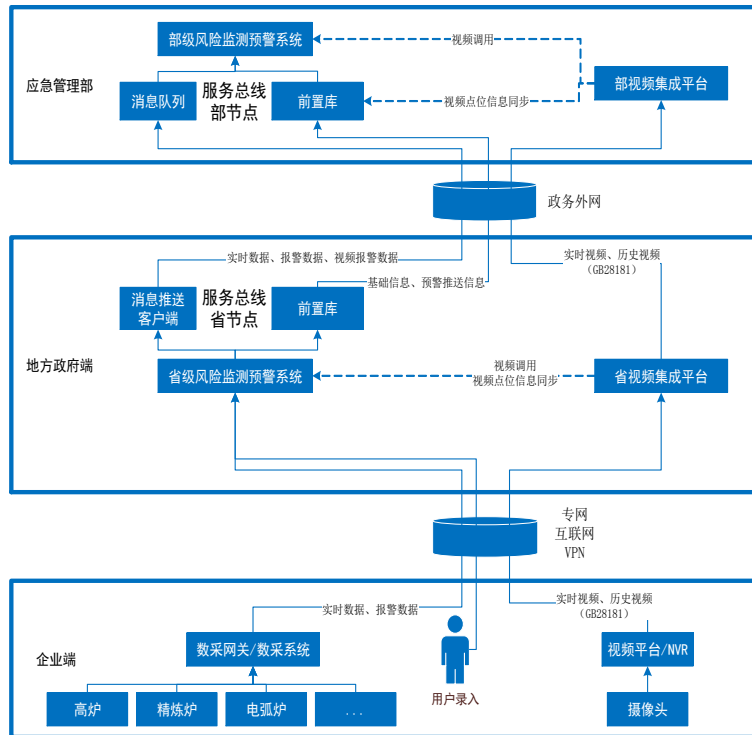 部级风险监测预警系统
视频调用
应急管理部
消息队列
服务总线
部节点
前置库
视频点位信息同步
部视频集成平台
政务外网
实时数据、报警数据、视频报警数据
实时视频、历史视频
（GB28181）
基础信息、预警推送信息
消息推送
客户端
服务总线
省节点
前置库
地方政府端
省级风险监测预警系统
视频调用
视频点位信息同步
省视频集成平台
专网
互联网
VPN
实时数据、报警数据
实时视频、历史视频
（GB28181）
企业端
数采网关/数采系统
视频平台/NVR
用户录入
高炉
精炼炉
电弧炉
...
摄像头